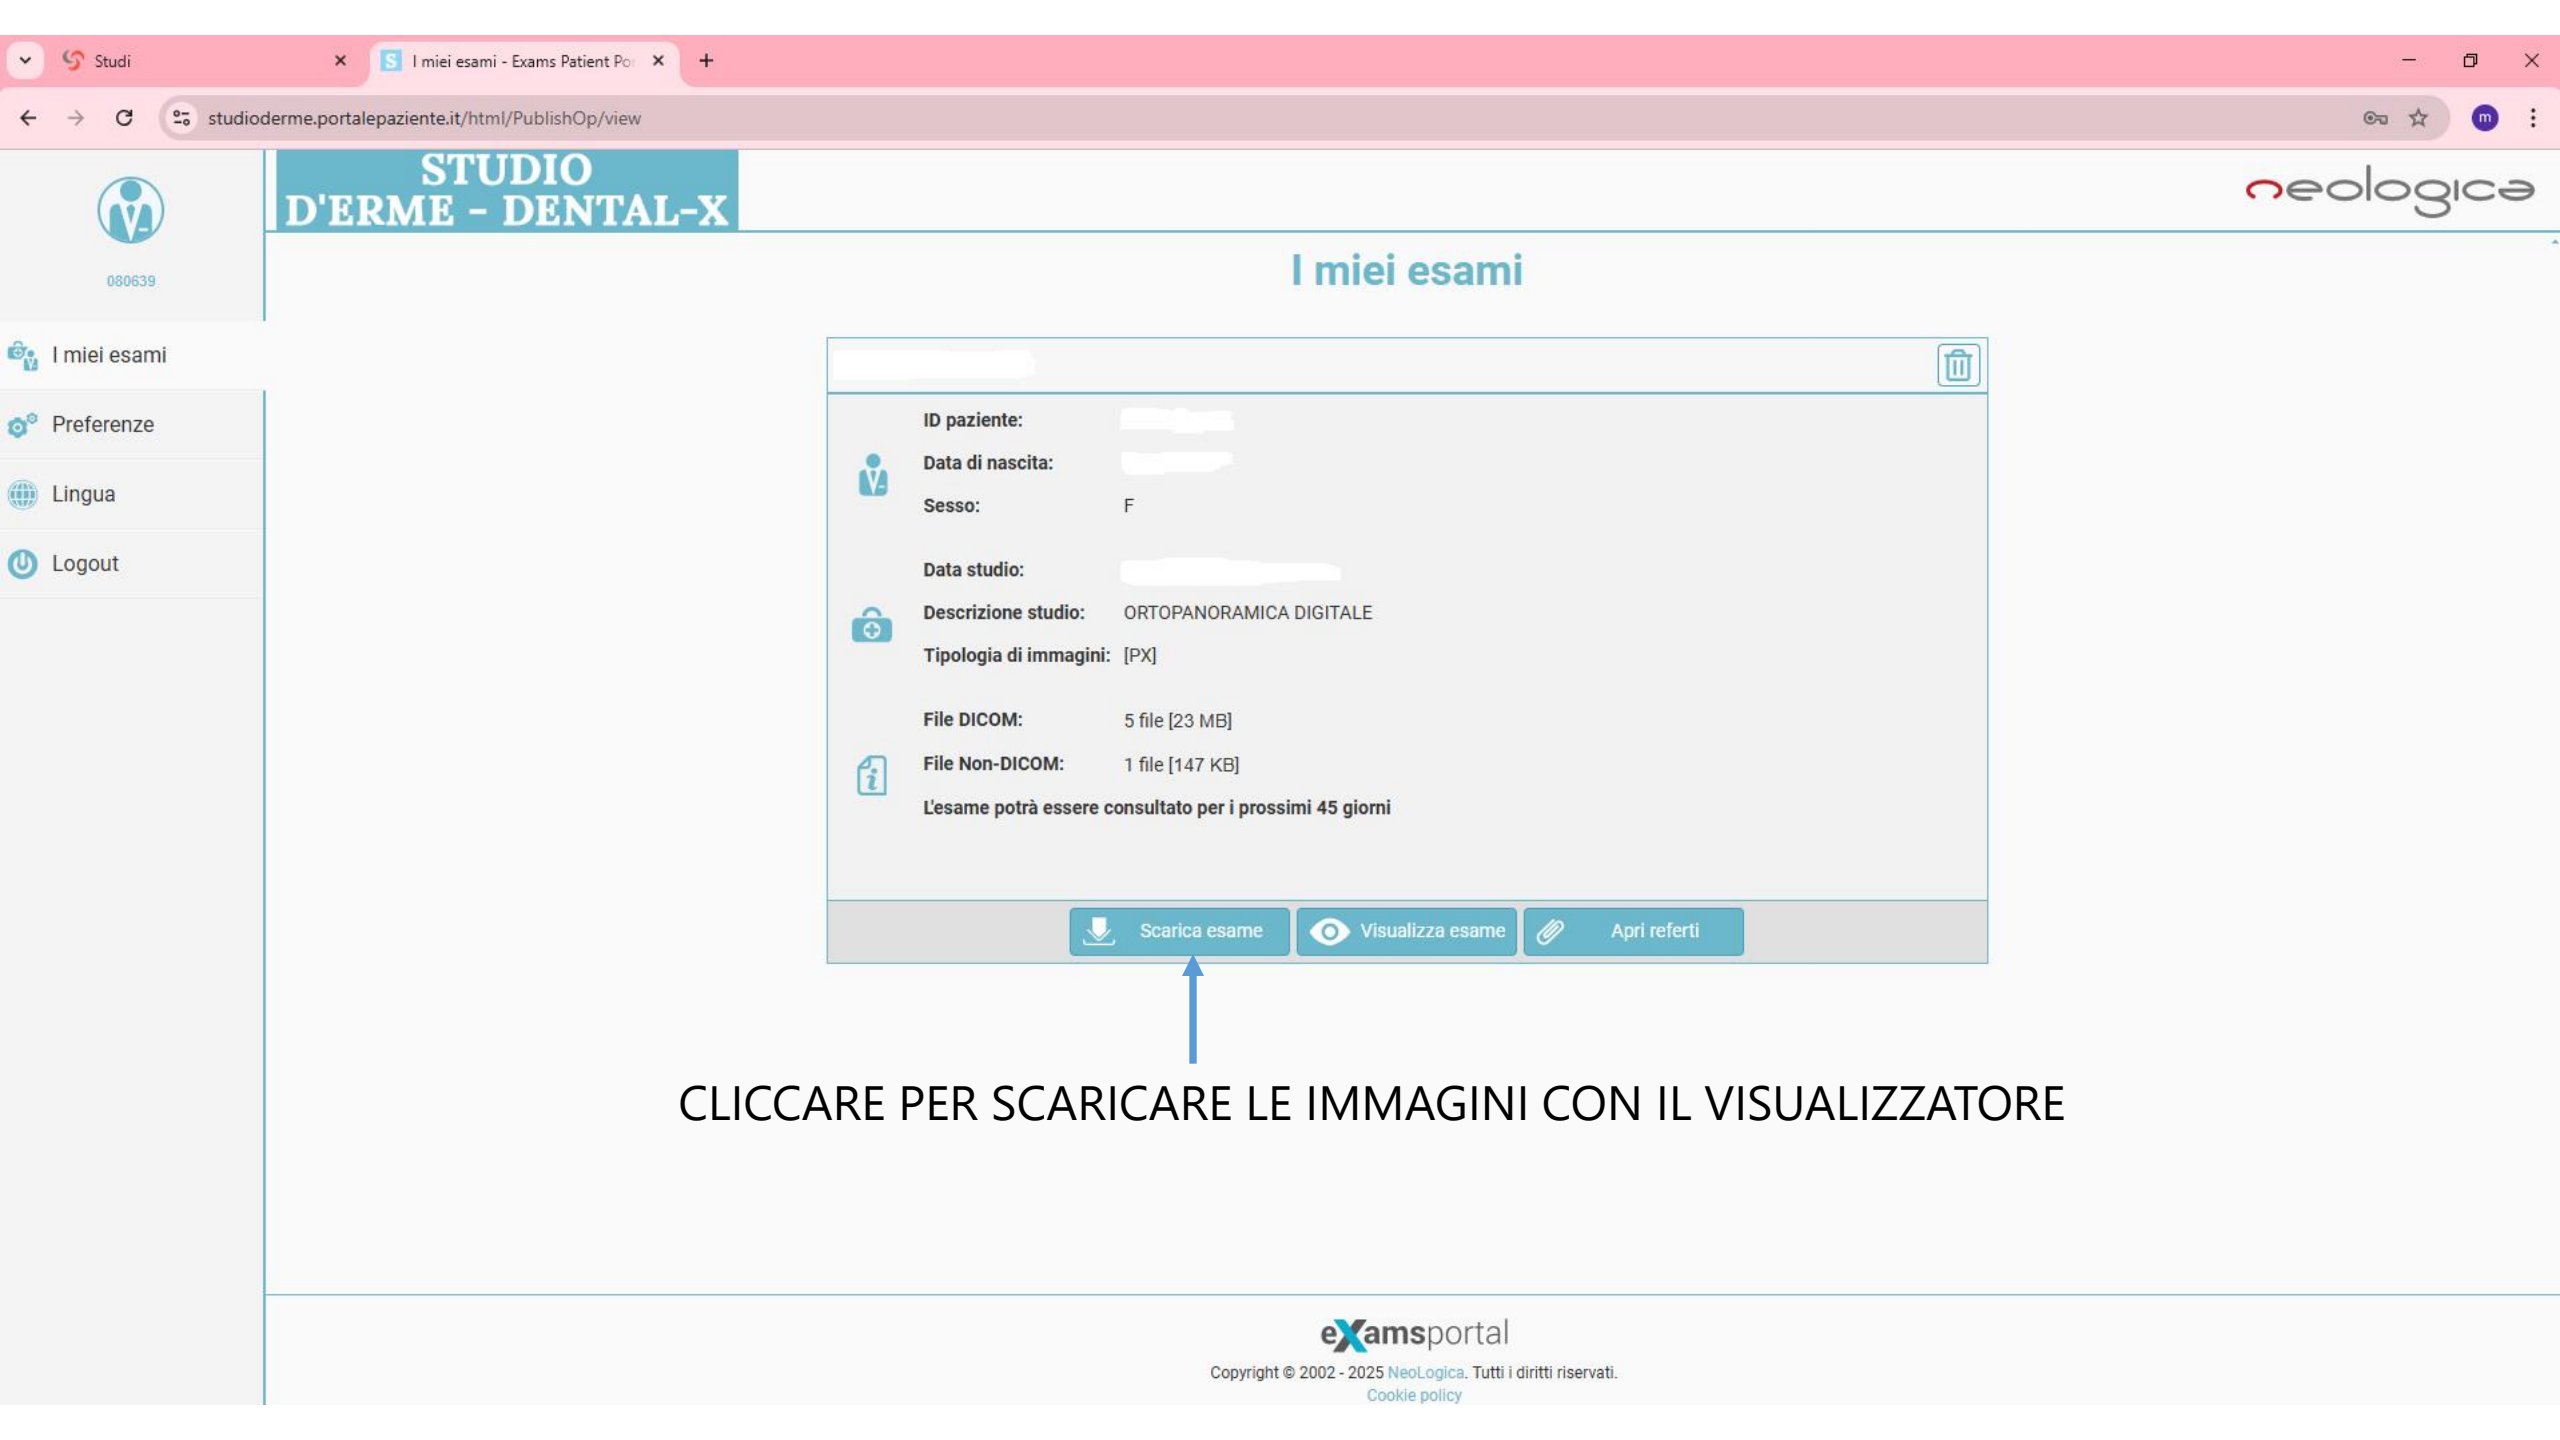 Studi
I miei esami - Exams Patient Por
studioderme.portalepaziente.it/html/PublishOp/view
m
STUDIO
D'ERME - DENTAL-X
neologica
080639
I miei esami
I miei esami
Preferenze
Lingua
Logout
ID paziente:
Data di nascita:
Sesso: F
Data studio:
Descrizione studio: ORTOPANORAMICA DIGITALE
Tipologia di immagini: [PX]
File DICOM: 5 file [23 MB]
File Non-DICOM: 1 file [147 KB]
L'esame potrà essere consultato per i prossimi 45 giorni
Scarica esame
Visualizza esame
Apri referti
CLICCARE PER SCARICARE LE IMMAGINI CON IL VISUALIZZATORE
eXamsportal
Copyright © 2002 - 2025 NeoLogica. Tutti i diritti riservati.
Cookie policy